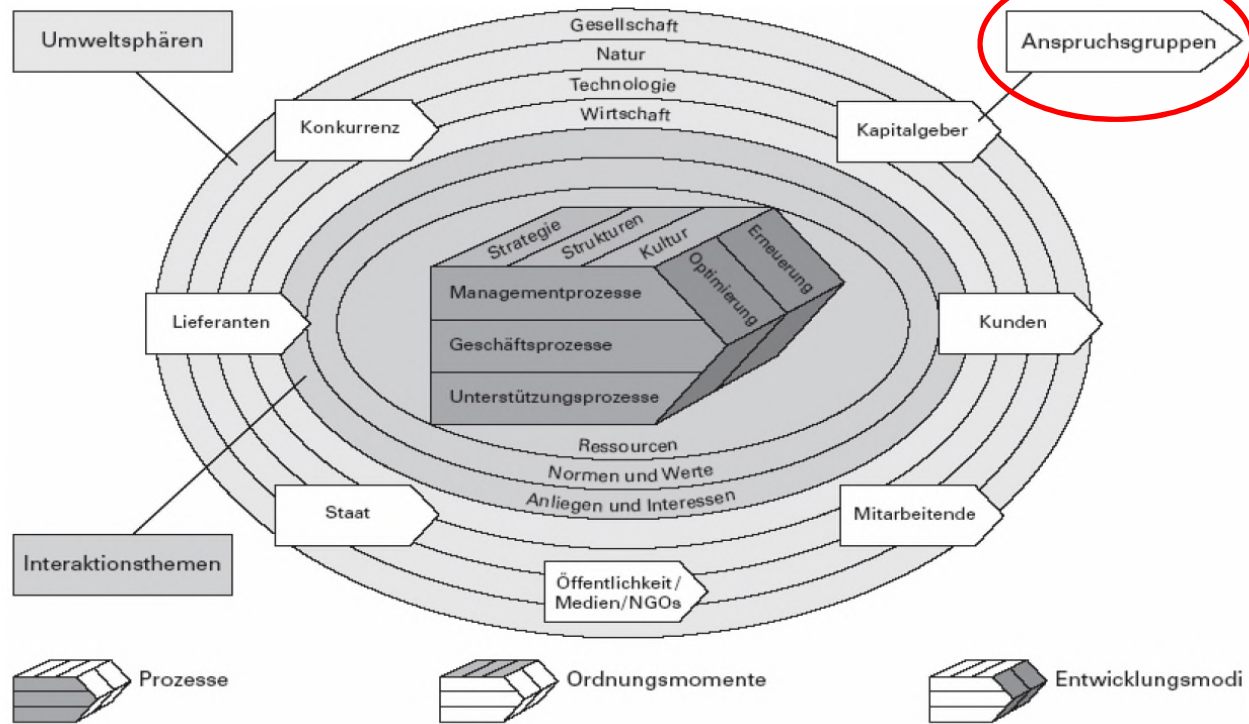 Umweltsphären
Gesellschaft
Anspruchsgruppen
Natur
Technologie
Konkurrenz
Wirtschaft
Kapitalgeber
Strategie
Strukturen
Kultur
Optimierung
Erneuerung
Managementprozesse
Lieferanten
Kunden
Geschäftsprozesse
Unterstützungsprozesse
Ressourcen
Normen und Werte
Anliegen und Interessen
Staat
Mitarbeitende
Interaktionsthemen
Öffentlichkeit/
Medien/NGOs
Prozesse
Ordnungsmomente
Entwicklungsmodi